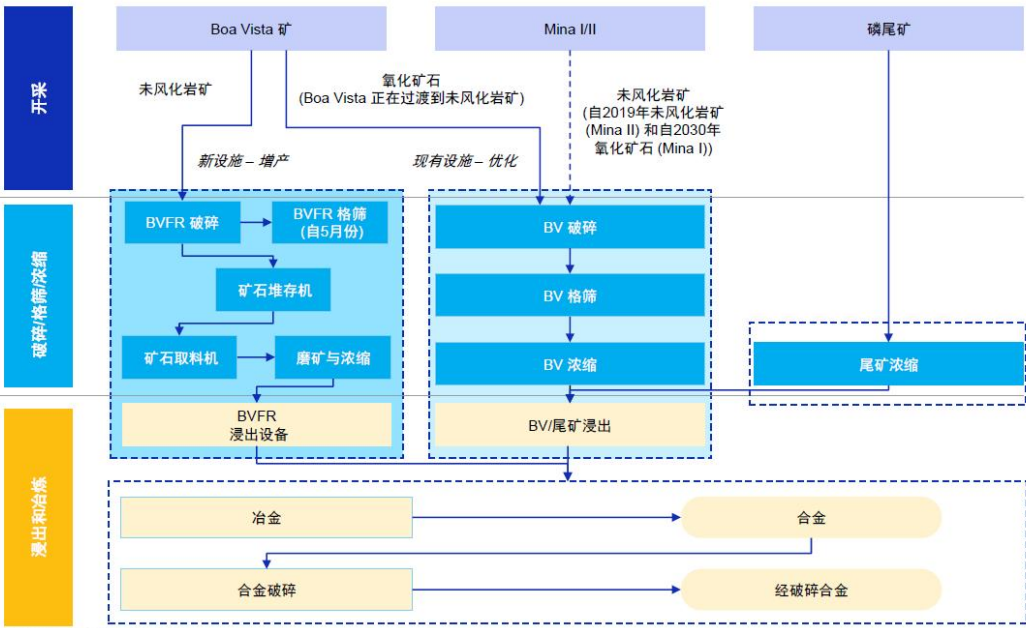 Boa Vista 矿
Mina I/II
磷尾矿
开采
未风化岩矿
氧化矿石
(Boa Vista 正在过渡到未风化岩矿)
未风化岩矿
(自2019年未风化岩矿
(Mina II) 和自2030年
氧化矿石 (Mina I))
新设施 – 增产
现有设施 – 优化
破碎/格筛/浓缩
BVFR 破碎
BVFR 格筛
(自5月份)
矿石堆存机
矿石取料机
磨矿与浓缩
BV 破碎
BV 格筛
BV 浓缩
尾矿浓缩
浸出和冶炼
BVFR
浸出设备
BV/尾矿浸出
冶金
合金
合金破碎
经破碎合金